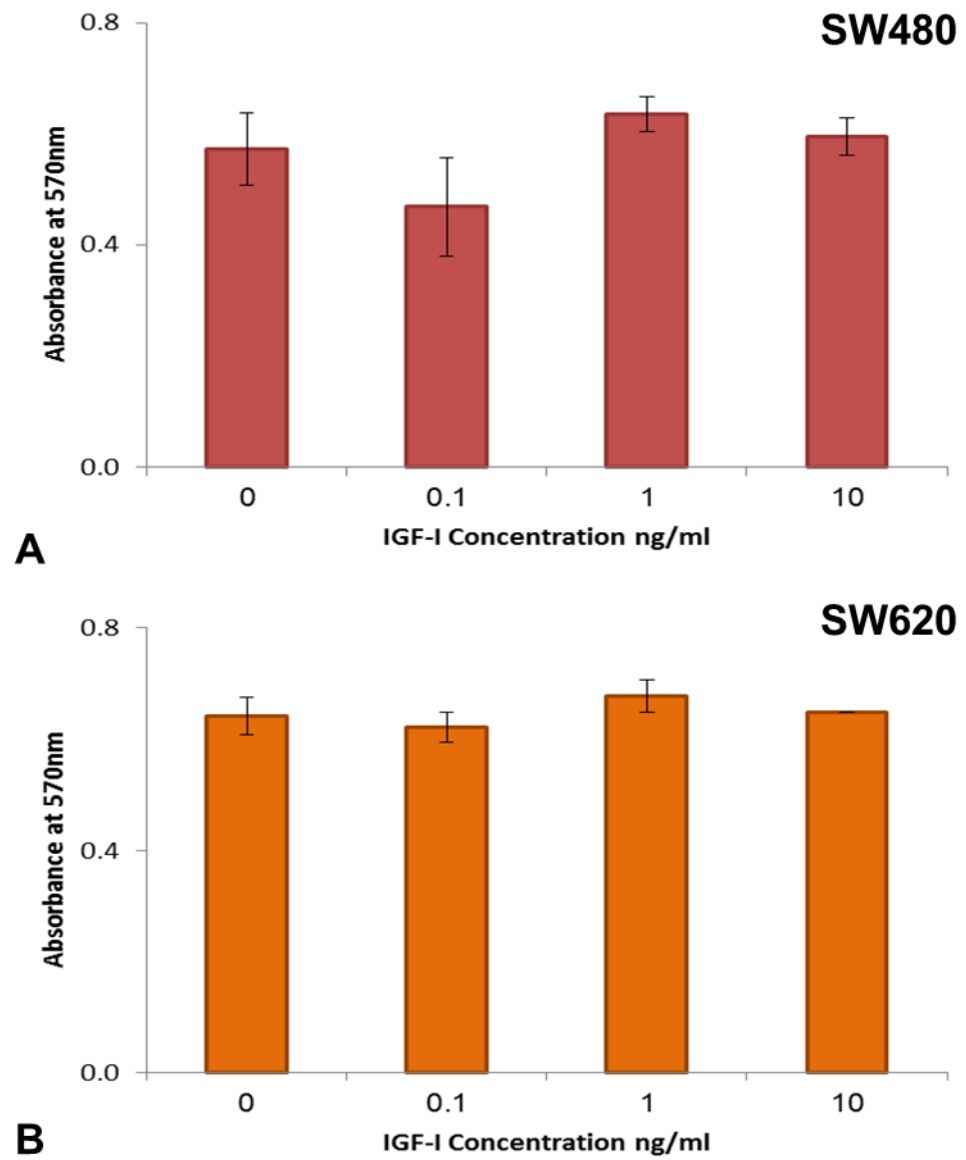 SW480
0.8
0.4
0.0
Absorbance at 570nm
0 0.1 1 10
IGF-I Concentration ng/ml
A
SW620
0.8
0.4
0.0
Absorbance at 570nm
0 0.1 1 10
IGF-I Concentration ng/ml
B